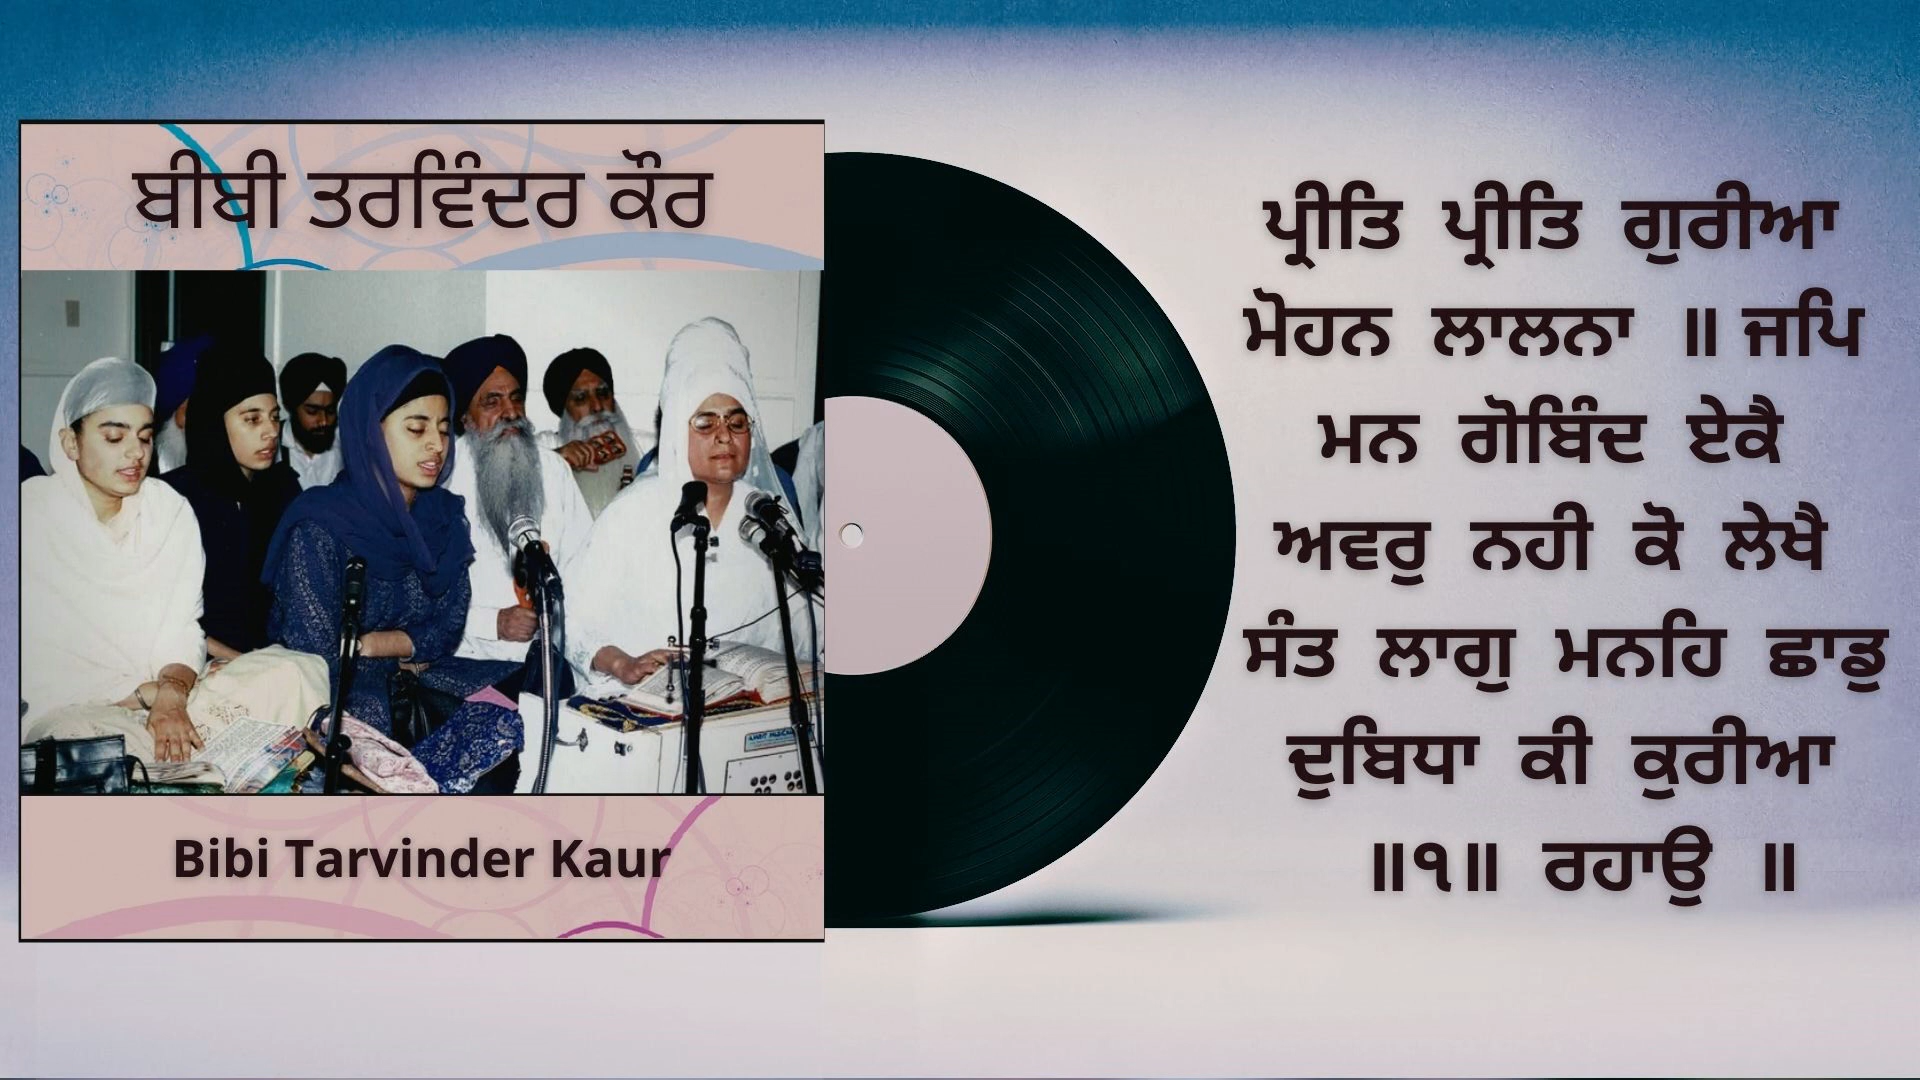 ਬੀਬੀ ਤਰਵਿੰਦਰ ਕੌਰ
Bibi Tarvinder Kaur
ਪ੍ਰੀਤਿ ਪ੍ਰੀਤਿ ਗੁਰੀਆ
ਮੋਹਨ ਲਾਲਨਾ ॥ ਜਪਿ
ਮਨ ਗੋਬਿੰਦ ਏਕੈ
ਅਵਰੁ ਨਹੀ ਕੋ ਲੇਖੈ
ਸੰਤ ਲਾਗੁ ਮਨਹਿ ਛਾਡੁ
ਦੁਬਿਧਾ ਕੀ ਕੁਰੀਆ
॥੧॥ ਰਹਾਉ ॥